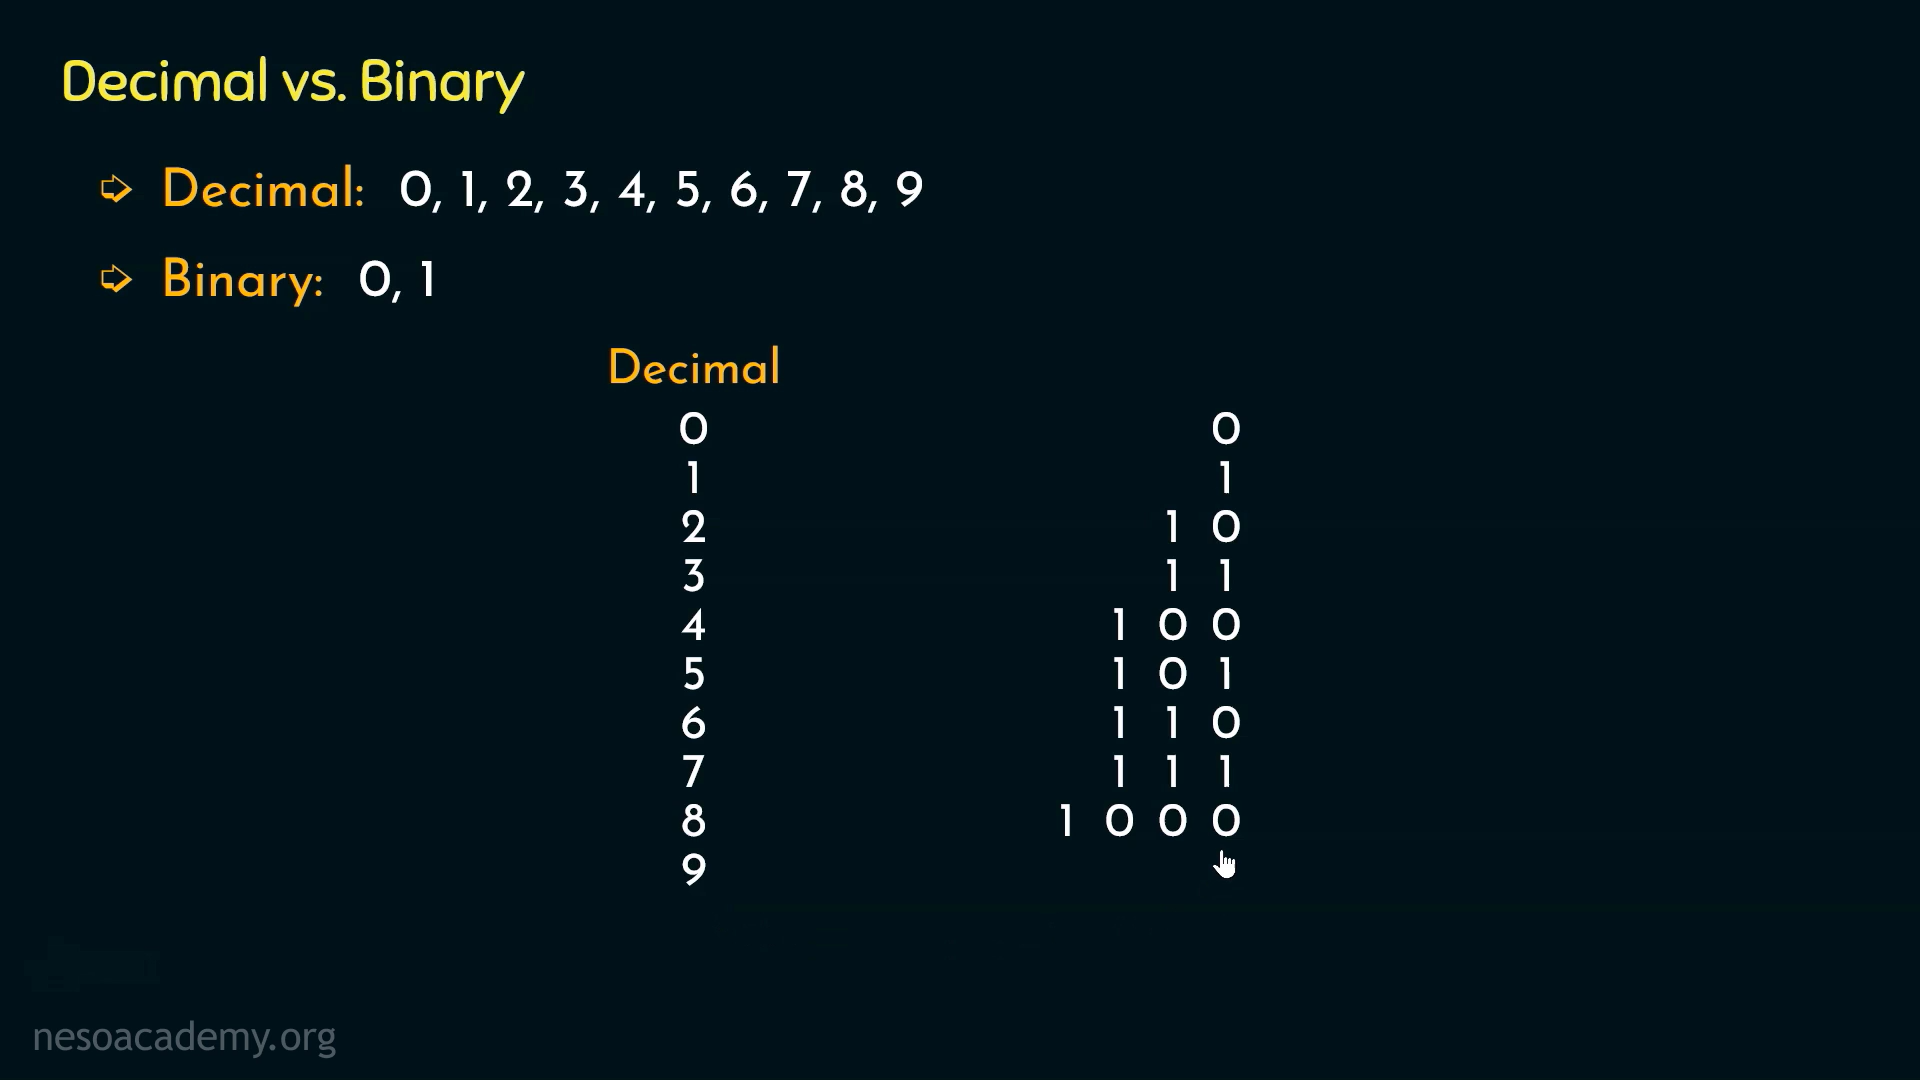 Decimal vs. Binary
➩ Decimal: 0, 1, 2, 3, 4, 5, 6, 7, 8, 9
➩ Binary: 0, 1
Decimal
0 0
1 1
2 1 0
3 1 1
4 1 0 0
5 1 0 1
6 1 1 0
7 1 1 1
8 1 0 0 0
9
nesoacademy.org